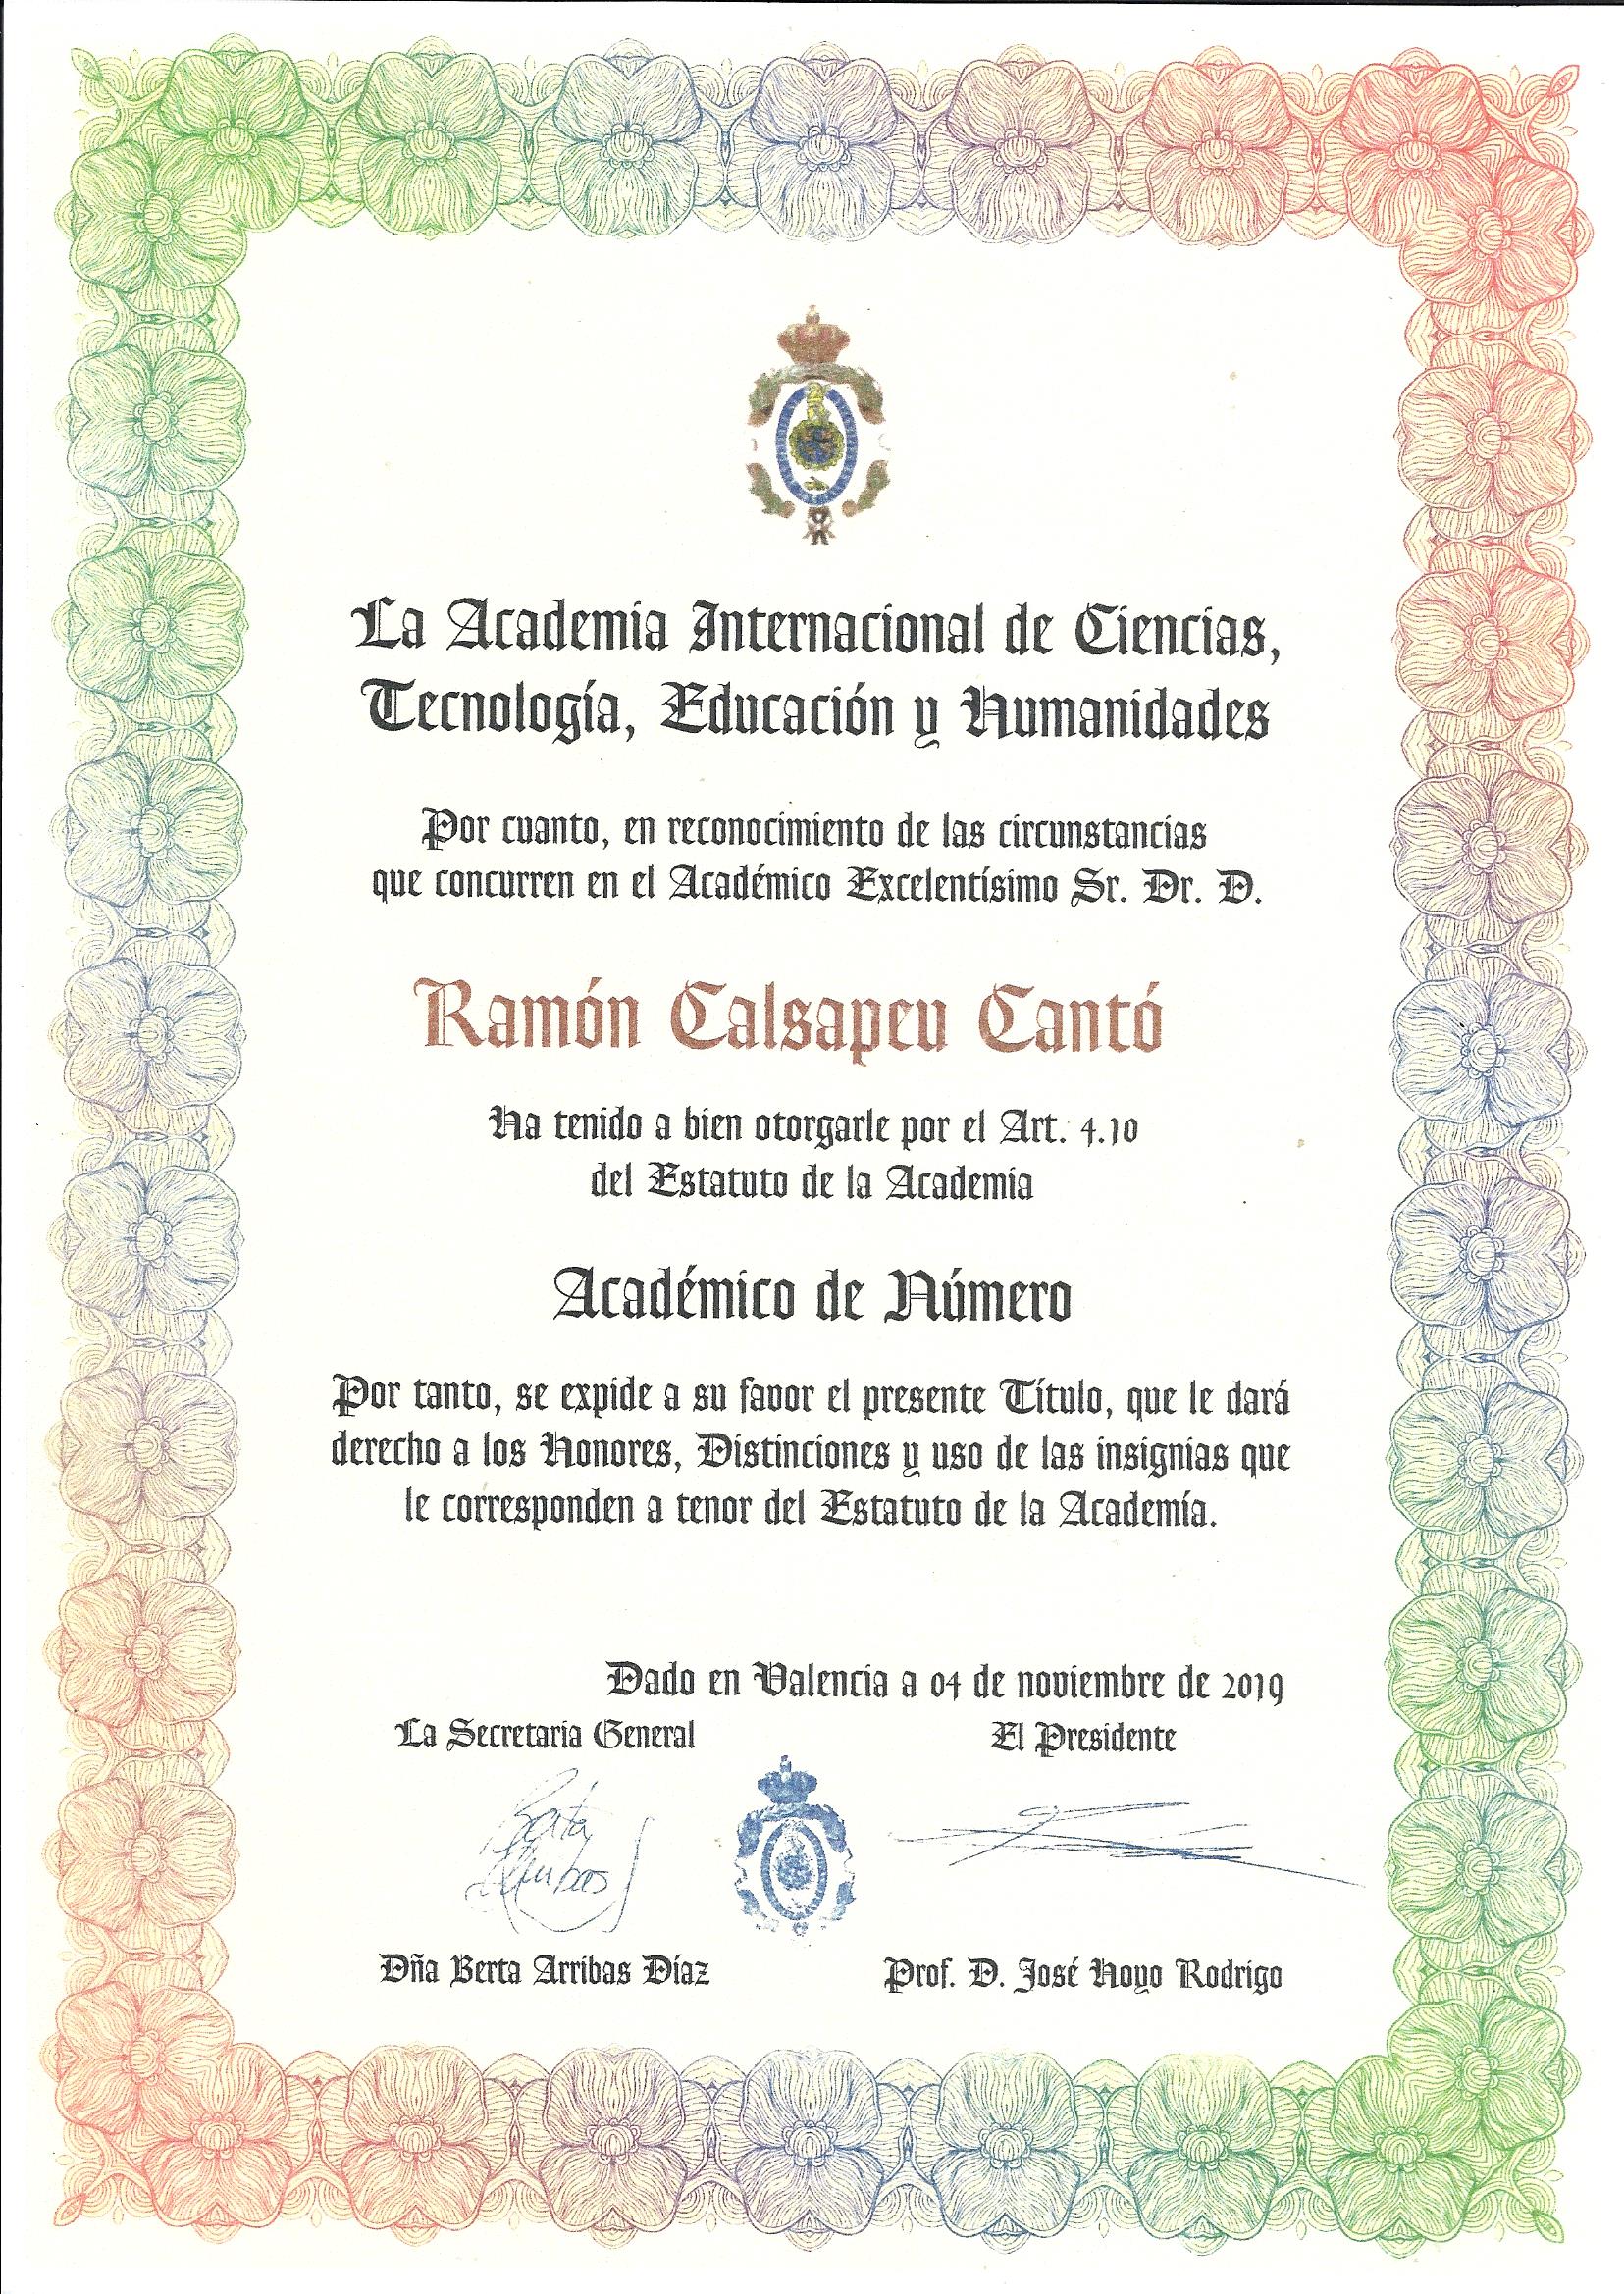 La Academia Internacional de Ciencias,
Tecnología, Educación y Humanidades
Por cuanto, en reconocimiento de las circunstancias
que concurren en el Académico Excelentísimo Sr. Dr. D.
Ramón Calsapeu Cantó
Ha tenido a bien otorgarle por el Art. 4.10
del Estatuto de la Academia
Académico de Número
Por tanto, se expide a su favor el presente Título, que le dará
derecho a los Honores, Distinciones y uso de las insignias que
le corresponden a tenor del Estatuto de la Academía.
Dado en Valencia a 04 de noviembre de 2019
La Secretaria General El Presidente
Berta
Arribas
Dña Berta Arribas Díaz Prof. D. José Hoyo Rodrigo